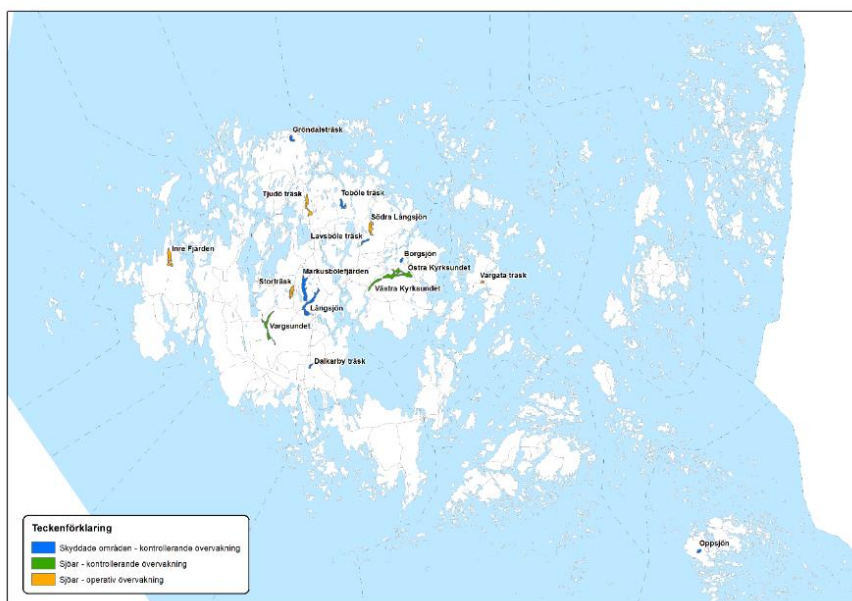 Gröndalsträsk
Tjudö träsk
Toböle träsk
Södra Långsjön
Lavsböle träsk
Inre Fjärden
Borgsjön
Markusbölefjärden
Östra Kyrksundet
Storträsk
Västra Kyrksundet
Vargata träsk
Långsjön
Vargsundet
Dalkarby träsk
Oppsjön
Teckenförklaring
Skyddade områden - kontrollerande övervakning
Sjöar - kontrollerande övervakning
Sjöar - operativ övervakning